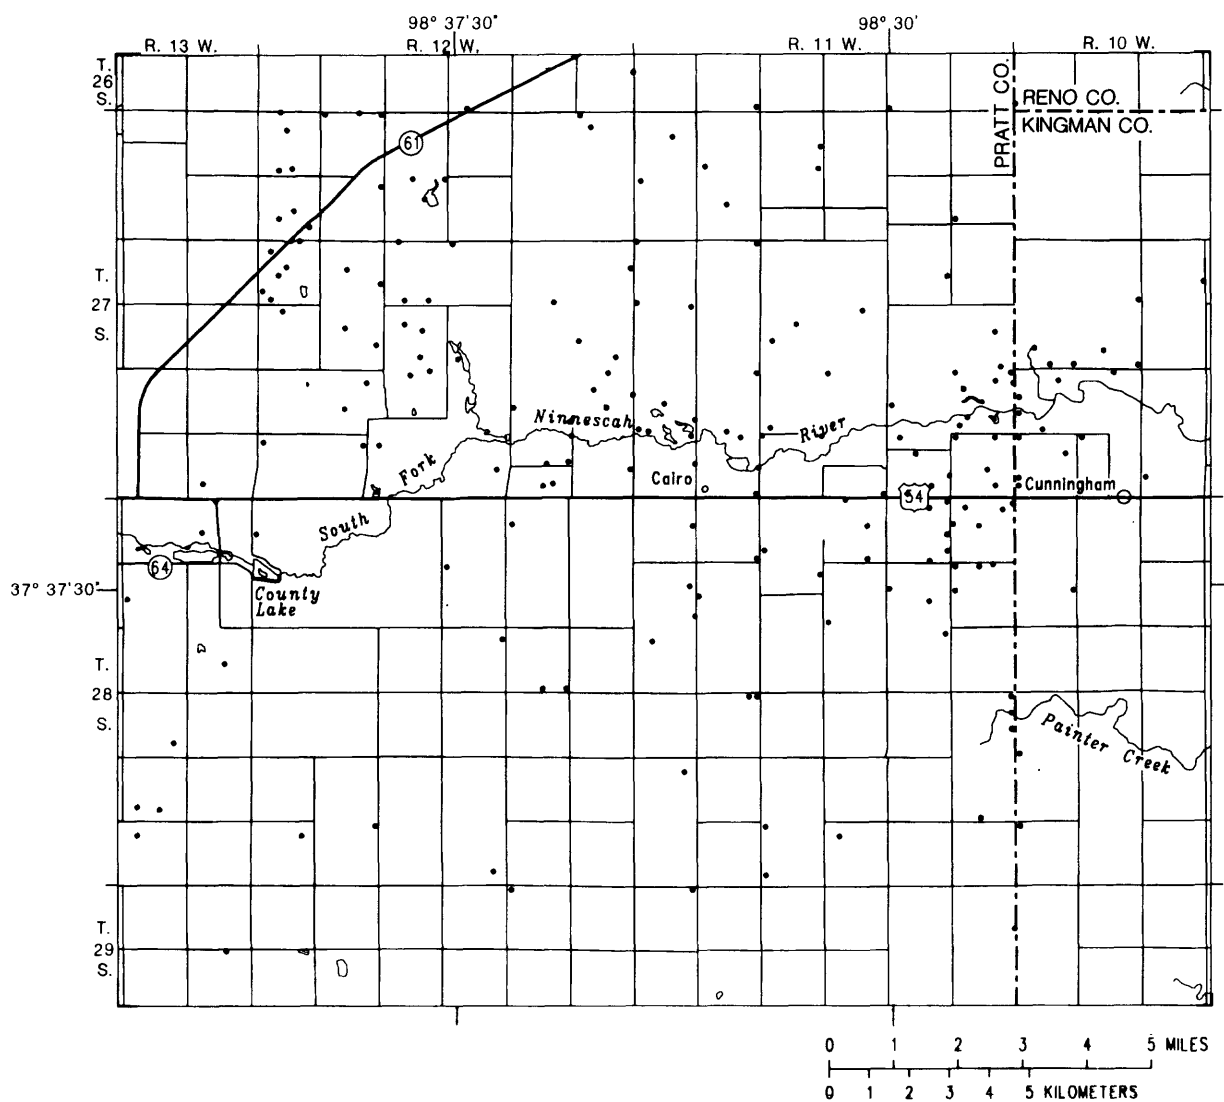 98° 37'30"
98° 30'
R. 13 W.
R. 12 W.
R. 11 W.
R. 10 W.
T.
26
S.
PRATT CO.
RENO CO.
KINGMAN CO.
61
T.
27
S.
Ninnescah
River
Fork
South
Cairo
54
Cunningham
64
37° 37'30"
County
Lake
T.
28
S.
Painter Creek
T.
29
S.
0 1 2 3 4 5 MILES
0 1 2 3 4 5 KILOMETERS